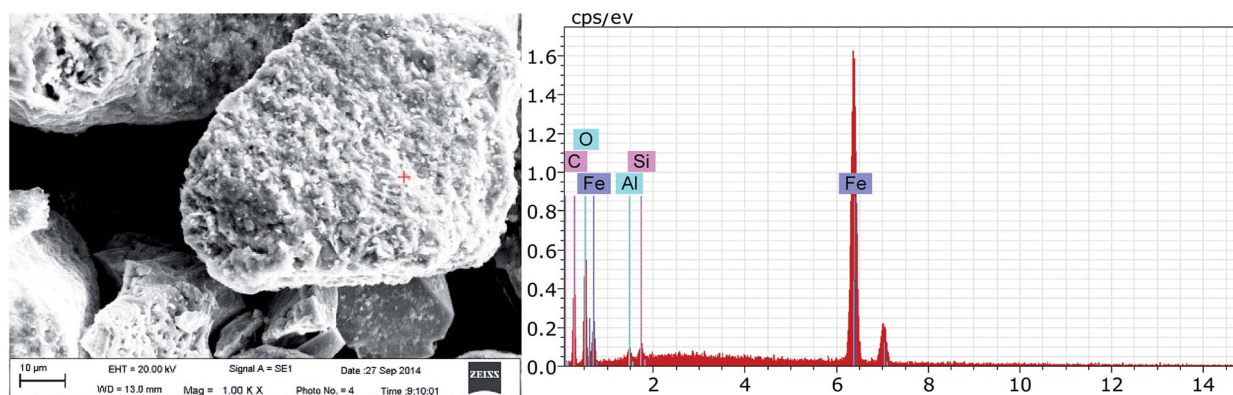 cps/ev
1.6
1.4
1.2
1.0
0.8
0.6
0.4
0.2
0.0
O
C Si
Fe Al Fe
2 4 6 8 10 12 14
10 µm EHT = 20.00 kV Signal A = SE1 Date :27 Sep 2014 ZEISS
WD = 13.0 mm Mag = 1.00 K X Photo No. = 4 Time :9:10:01